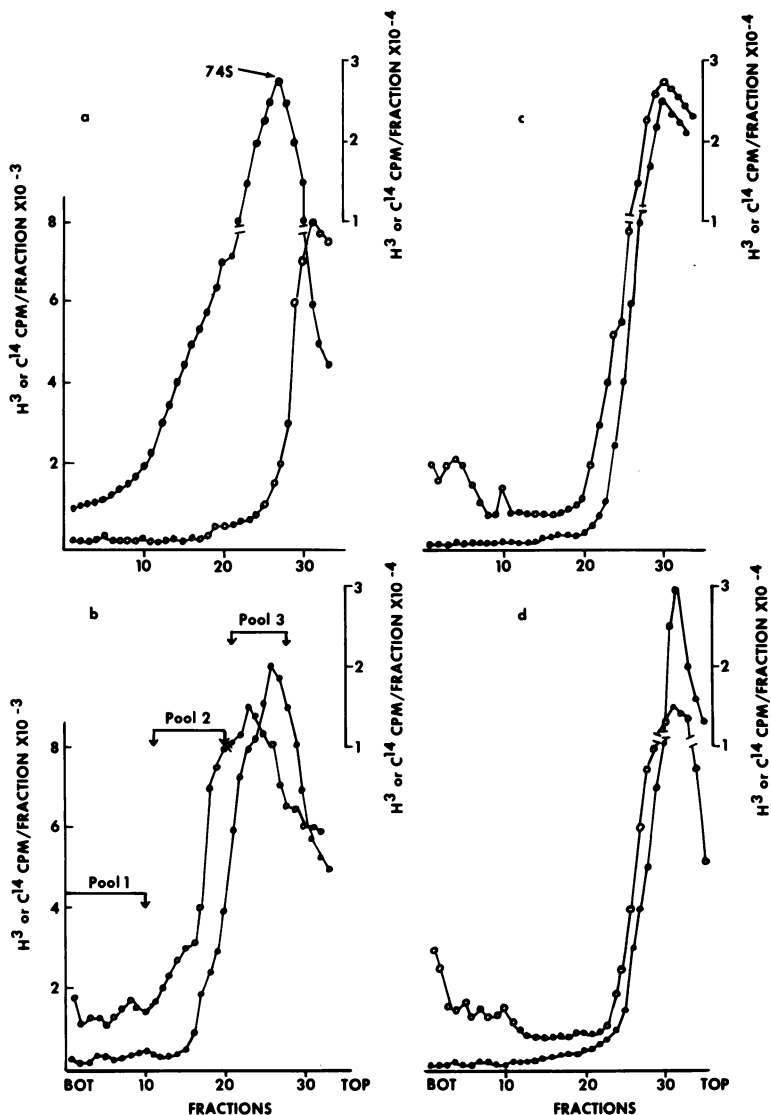 74S
a
H³ or C¹⁴ CPM/FRACTION X10⁻³
8
6
4
2
10
20
30
3
2
1
H³ or C¹⁴ CPM/FRACTION X10⁻⁴
c
10
20
30
3
2
1
H³ or C¹⁴ CPM/FRACTION X10⁻⁴
b
Pool 3
Pool 2
Pool 1
H³ or C¹⁴ CPM/FRACTION X10⁻³
8
6
4
2
BOT 10 20 30 TOP
FRACTIONS
3
2
1
H³ or C¹⁴ CPM/FRACTION X10⁻⁴
d
BOT 10 20 30 TOP
FRACTIONS
3
2
1
H³ or C¹⁴ CPM/FRACTION X10⁻⁴